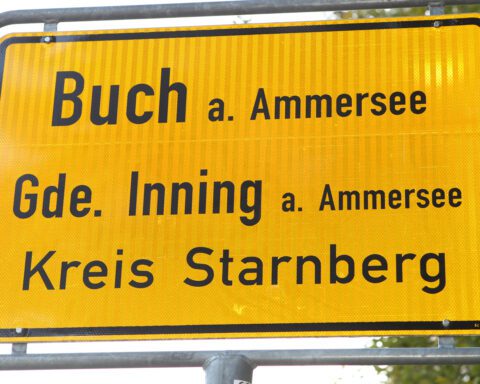 Buch a. Ammersee
Gde. Inning a. Ammersee
Kreis Starnberg